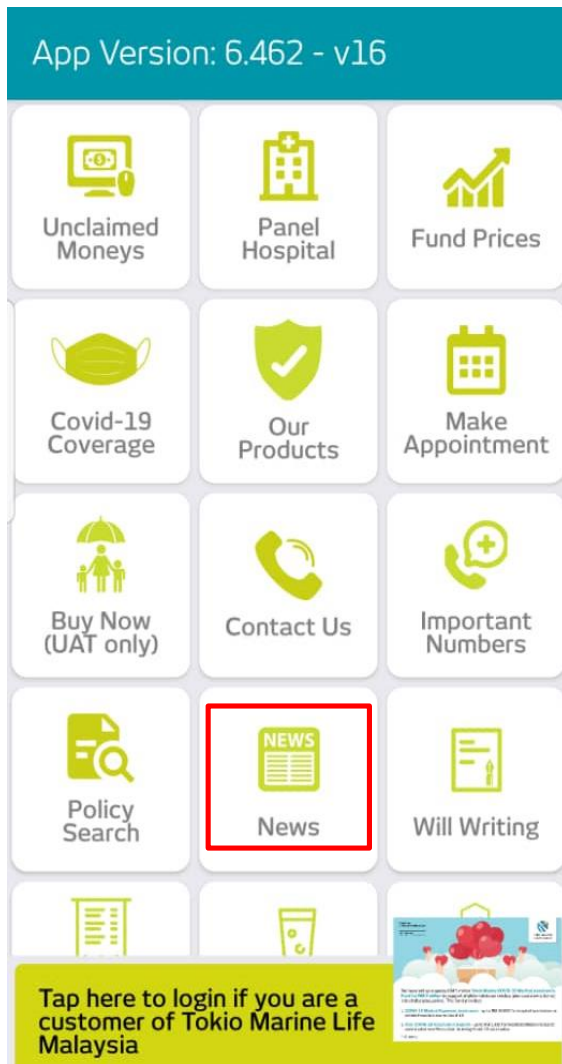 App Version: 6.462 - v16
Unclaimed
Moneys
Panel
Hospital
Fund Prices
Covid-19
Coverage
Our
Products
Make
Appointment
Buy Now
(UAT only)
Contact Us
Important
Numbers
Policy
Search
NEWS
News
Will Writing
Tap here to login if you are a
customer of Tokio Marine Life
Malaysia